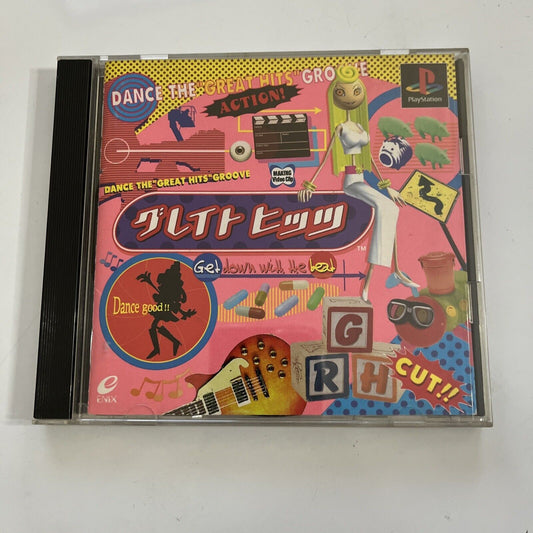 DANCE THE "GREAT HITS" GROOVE
ACTION!
PlayStation
DANCE THE "GREAT HITS" GROOVE
MAKING
Video Clip
グレイトヒッツ
TM
Get down with the beat
Dance good!!
G
R H
CUT!!
ENIX